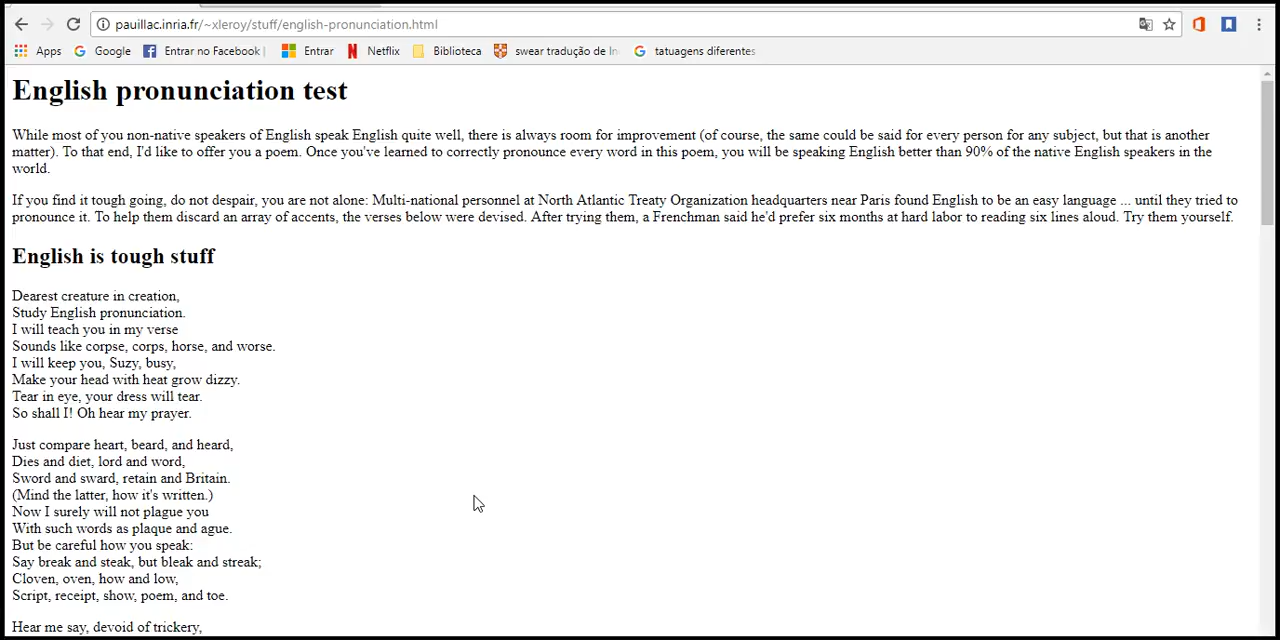 pauillac.inria.fr/~xleroy/stuff/english-pronunciation.html
Apps Google Entrar no Facebook Entrar Netflix Biblioteca swear tradução de In tatuagens diferentes
English pronunciation test
While most of you non-native speakers of English speak English quite well, there is always room for improvement (of course, the same could be said for every person for any subject, but that is another
matter). To that end, I'd like to offer you a poem. Once you've learned to correctly pronounce every word in this poem, you will be speaking English better than 90% of the native English speakers in the
world.
If you find it tough going, do not despair, you are not alone: Multi-national personnel at North Atlantic Treaty Organization headquarters near Paris found English to be an easy language ... until they tried to
pronounce it. To help them discard an array of accents, the verses below were devised. After trying them, a Frenchman said he'd prefer six months at hard labor to reading six lines aloud. Try them yourself.
English is tough stuff
Dearest creature in creation,
Study English pronunciation.
I will teach you in my verse
Sounds like corpse, corps, horse, and worse.
I will keep you, Suzy, busy,
Make your head with heat grow dizzy.
Tear in eye, your dress will tear.
So shall I! Oh hear my prayer.
Just compare heart, beard, and heard,
Dies and diet, lord and word,
Sword and sward, retain and Britain.
(Mind the latter, how it's written.)
Now I surely will not plague you
With such words as plaque and ague.
But be careful how you speak:
Say break and steak, but bleak and streak;
Cloven, oven, how and low,
Script, receipt, show, poem, and toe.
Hear me say, devoid of trickery,